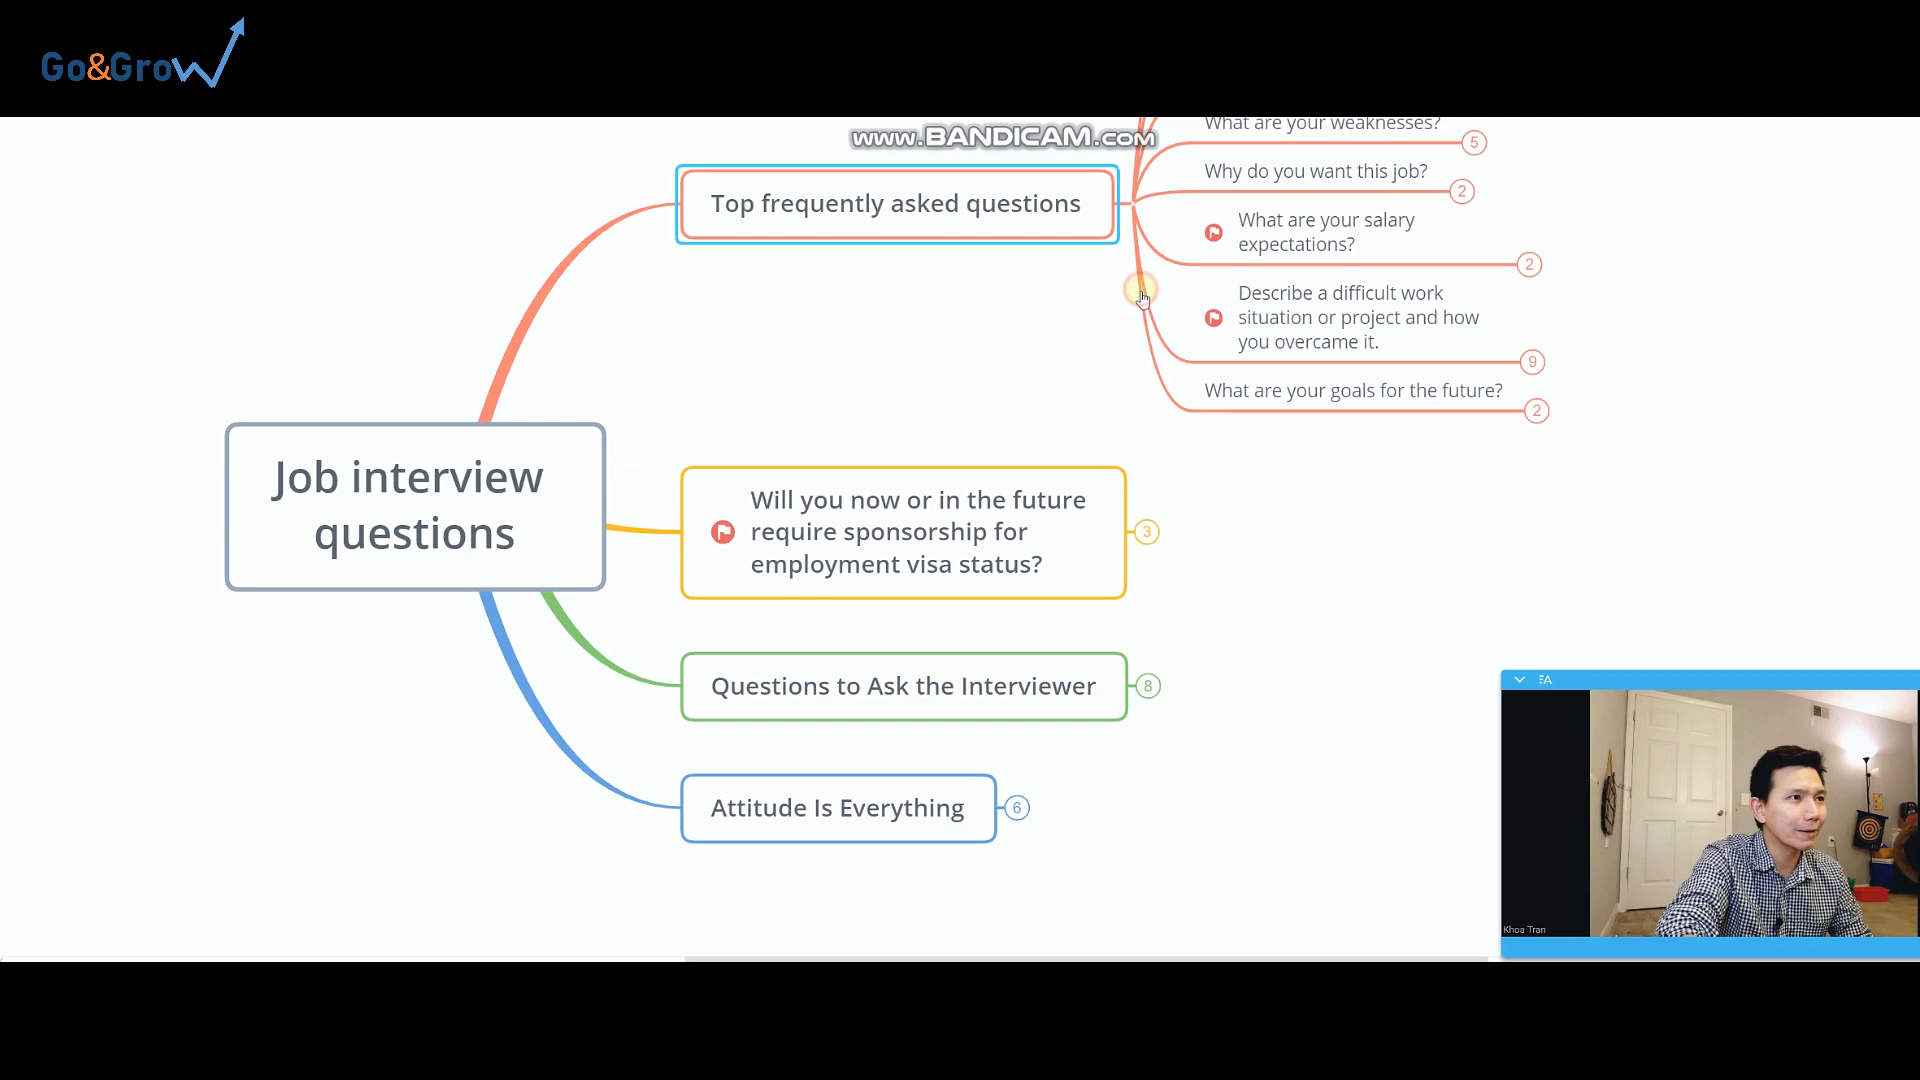 Go&Grow
www.BANDICAM.com
What are your weaknesses?
5
Top frequently asked questions
Why do you want this job?
2
What are your salary
expectations?
2
Describe a difficult work
situation or project and how
you overcame it.
9
What are your goals for the future?
2
Job interview
questions
Will you now or in the future
require sponsorship for
employment visa status?
3
Questions to Ask the Interviewer
8
Attitude Is Everything
6
Khoa Tran